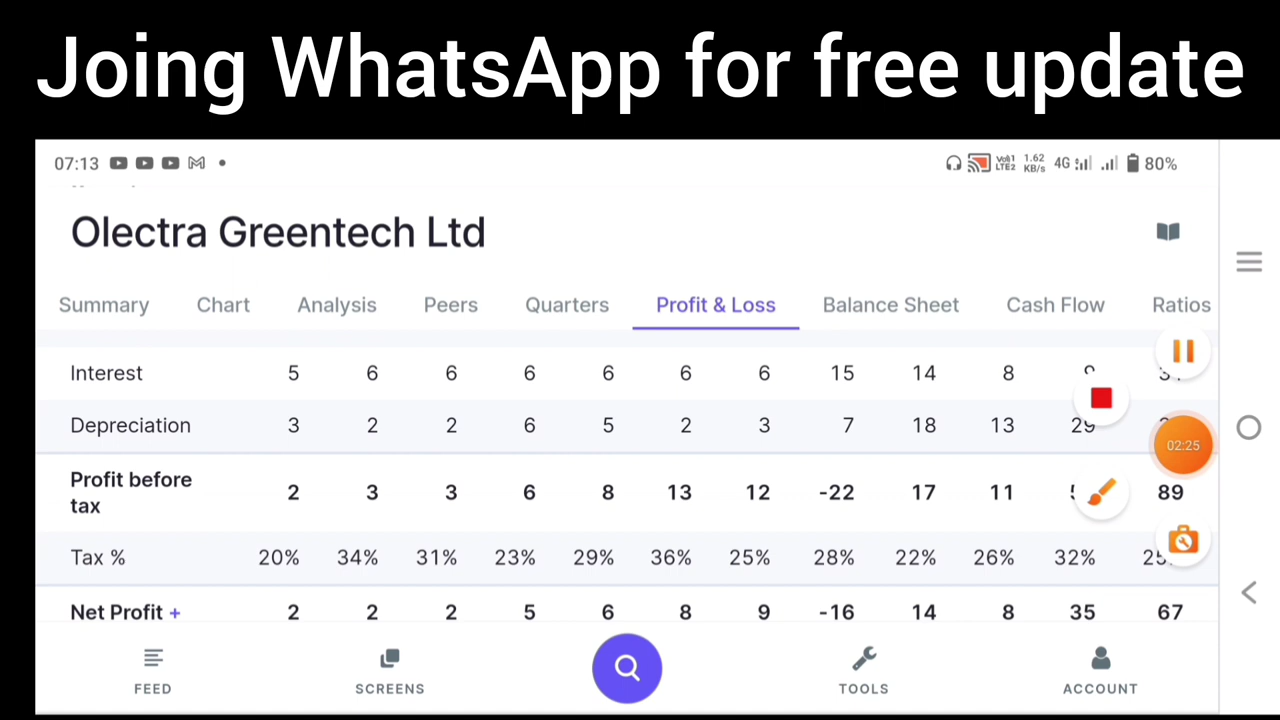 Joing WhatsApp for free update
07:13 1.62 KB/s 4G 80%
Olectra Greentech Ltd
Summary Chart Analysis Peers Quarters Profit & Loss Balance Sheet Cash Flow Ratios
Interest 5 6 6 6 6 6 6 15 14 8
Depreciation 3 2 2 6 5 2 3 7 18 13 29
02:25
Profit before tax 2 3 3 6 8 13 12 -22 17 11 89
Tax % 20% 34% 31% 23% 29% 36% 25% 28% 22% 26% 32%
Net Profit + 2 2 2 5 6 8 9 -16 14 8 35 67
FEED SCREENS TOOLS ACCOUNT